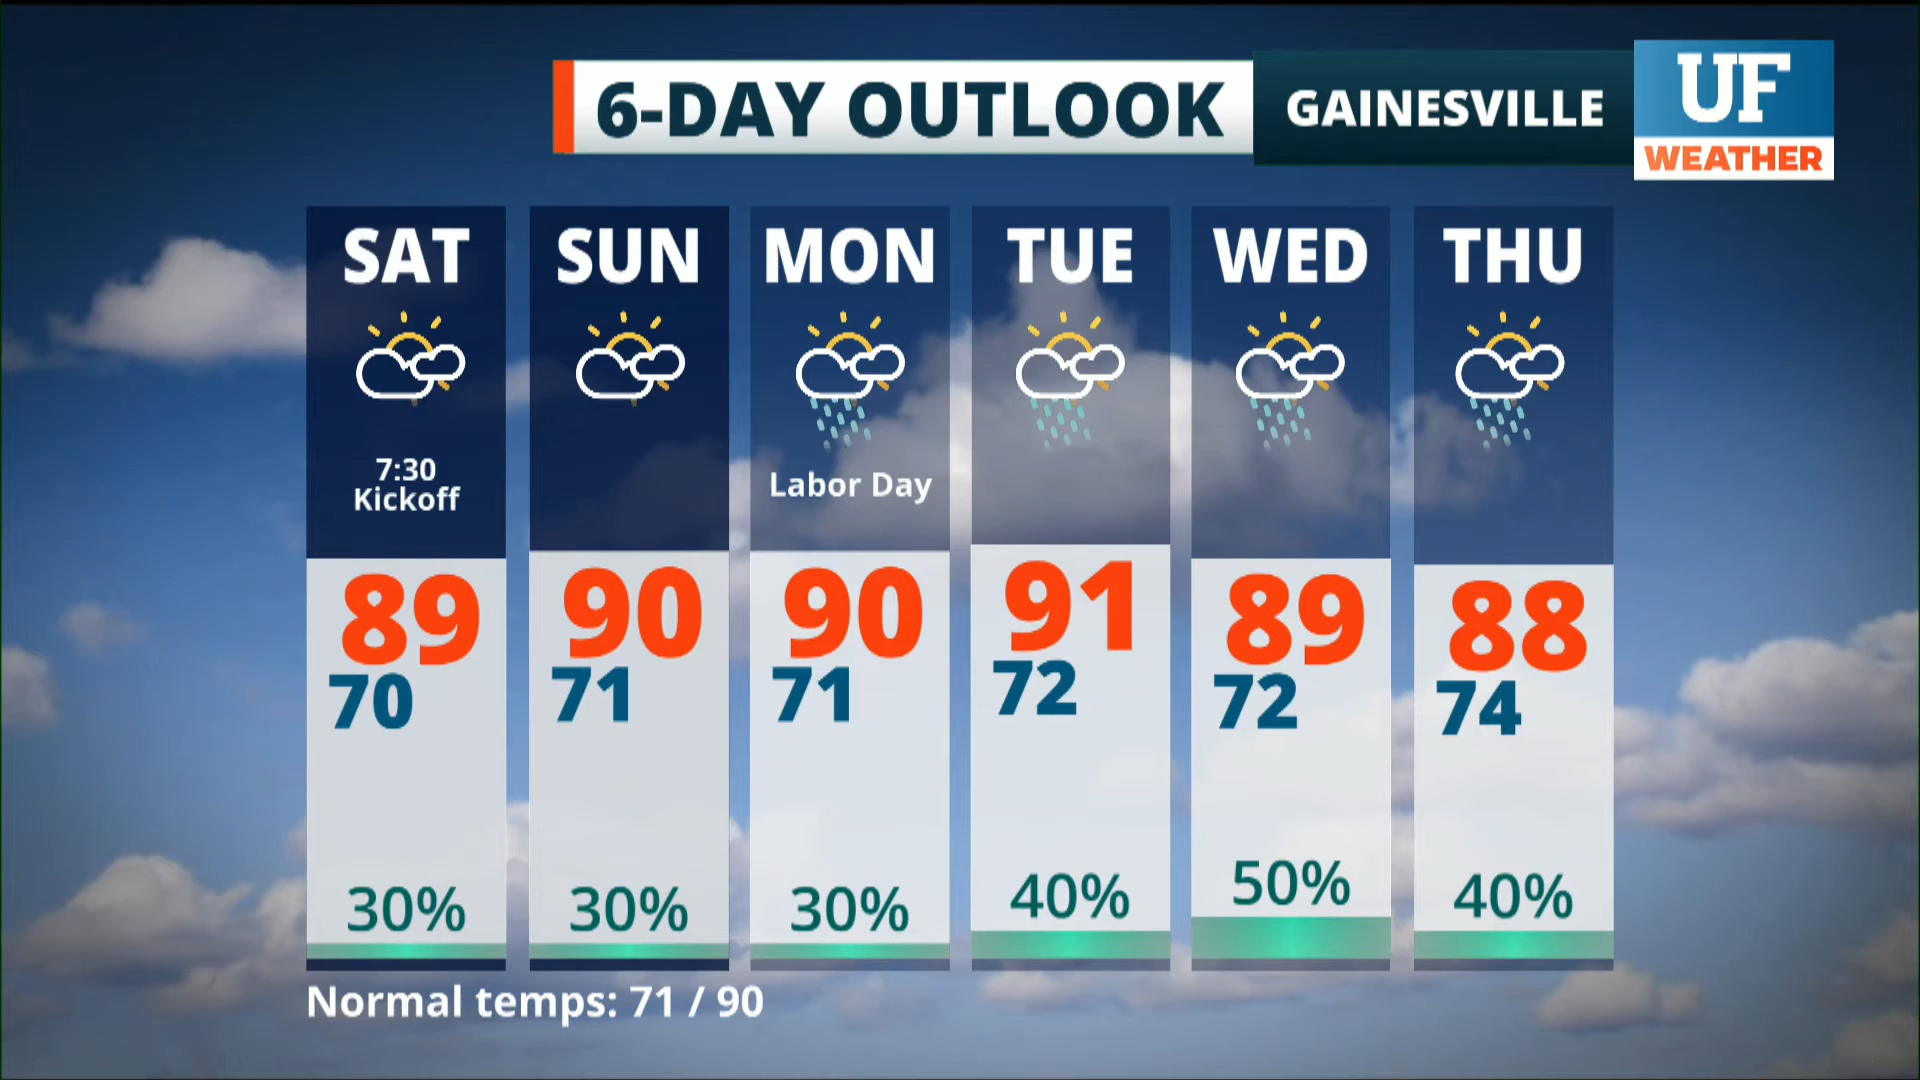 6-DAY OUTLOOK
GAINESVILLE
UF
WEATHER
SAT SUN MON TUE WED THU
7:30
Kickoff
Labor Day
89 90 90 91 89 88
70 71 71 72 72 74
30% 30% 30% 40% 50% 40%
Normal temps: 71 / 90